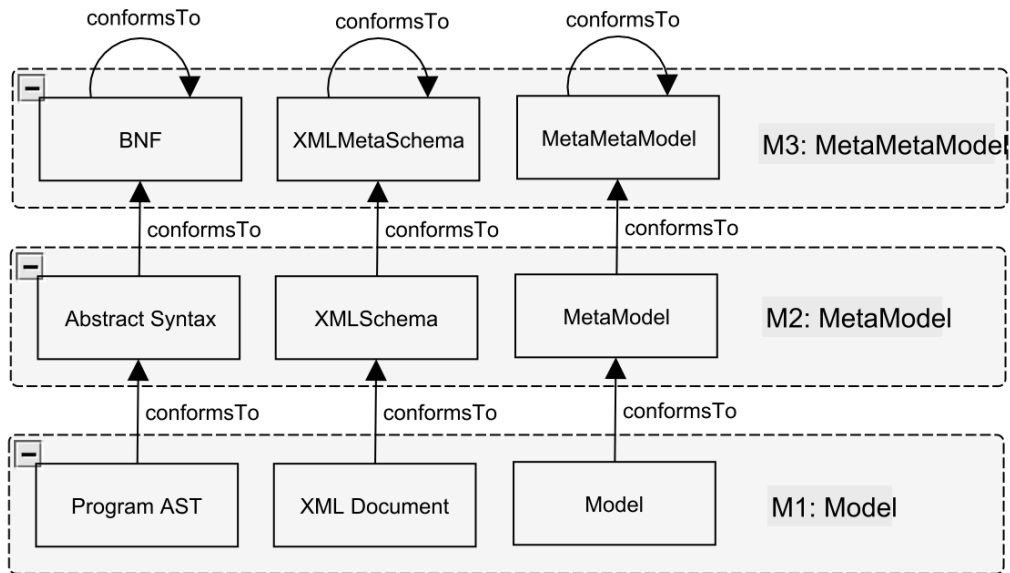 conformsTo
conformsTo
conformsTo
BNF
XMLMetaSchema
MetaMetaModel
M3: MetaMetaModel
conformsTo
conformsTo
conformsTo
Abstract Syntax
XMLSchema
MetaModel
M2: MetaModel
conformsTo
conformsTo
conformsTo
Program AST
XML Document
Model
M1: Model